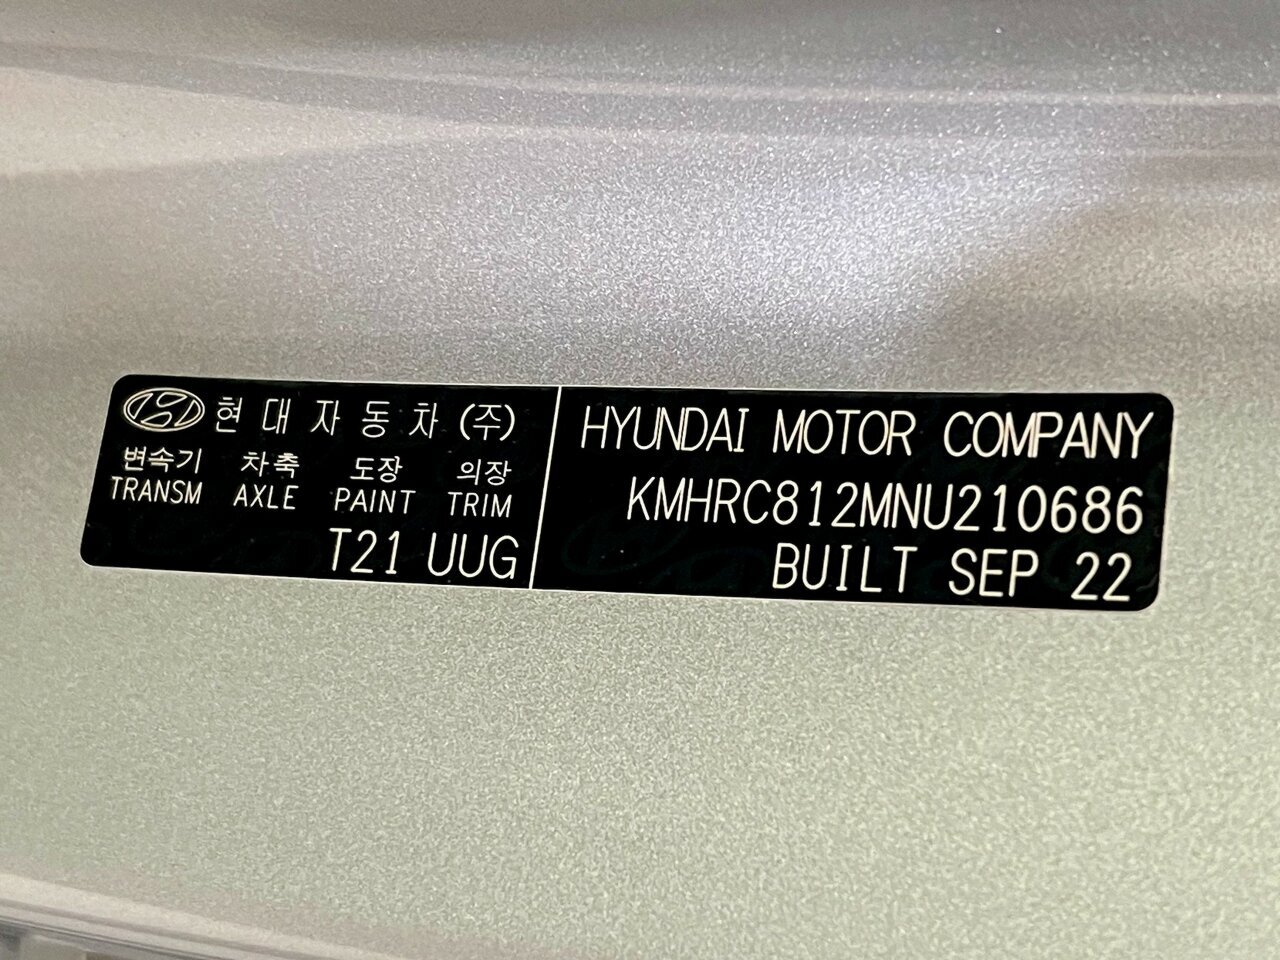 현대자동차(주)
변속기 차축 도장 의장
TRANSM AXLE PAINT TRIM
T21 UUG
HYUNDAI MOTOR COMPANY
KMHRC812MNU210686
BUILT SEP 22